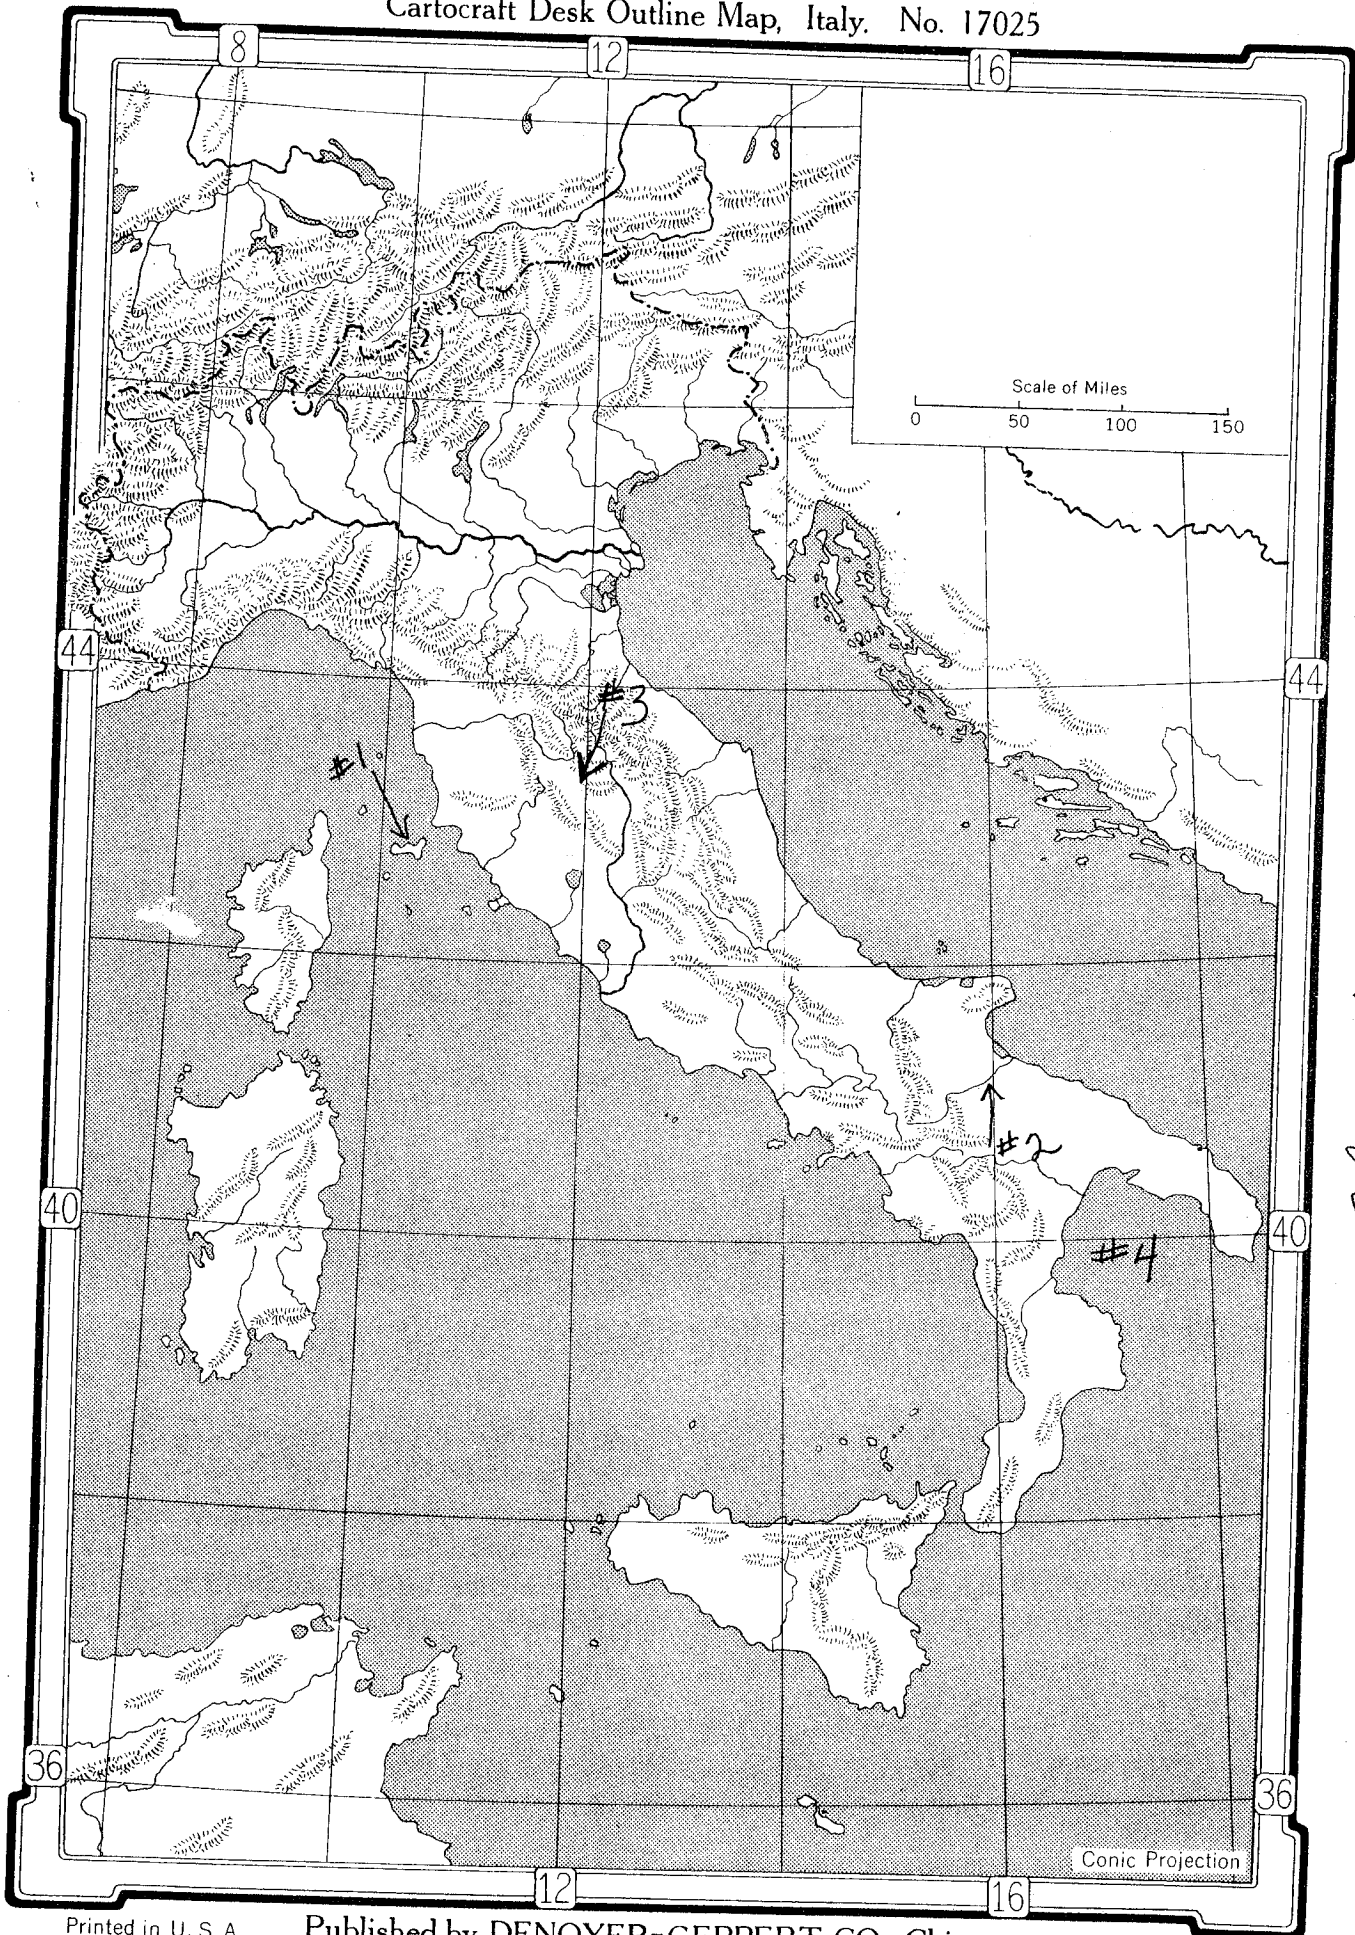 Cartocraft Desk Outline Map, Italy. No. 17025
8
12
16
Scale of Miles
0 50 100 150
44
44
#3
#1
#2
40
40
#4
36
36
Conic Projection
12
16
Printed in U. S. A.
Published by DENOYER-GEPPERT CO.